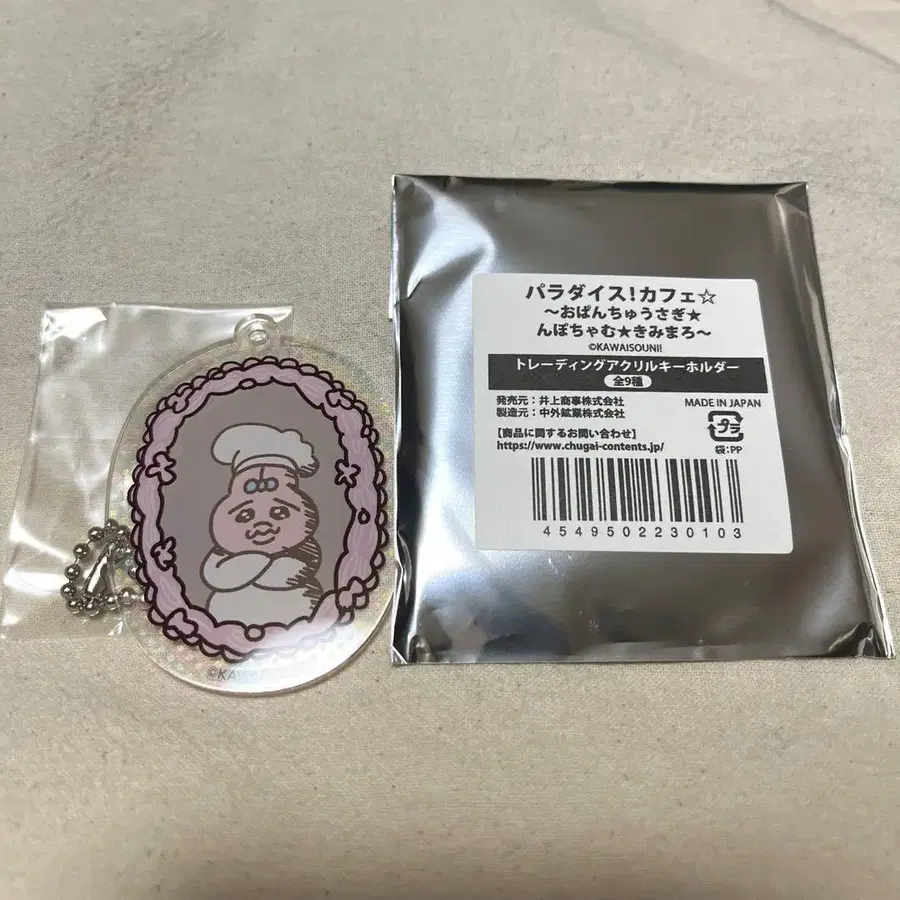 パラダイス！カフェ☆
～おぱんちゅうさぎ★
んぽちゃむ★きみまろ～
©KAWAISOUNI!
トレーディングアクリルキーホルダー
全9種
発売元：井上商事株式会社
製造元：中外鉱業株式会社
MADE IN JAPAN
プラ
袋:PP
【商品に関するお問い合わせ】
https://www.chugai-contents.jp/
4549502230103
©KAWAI